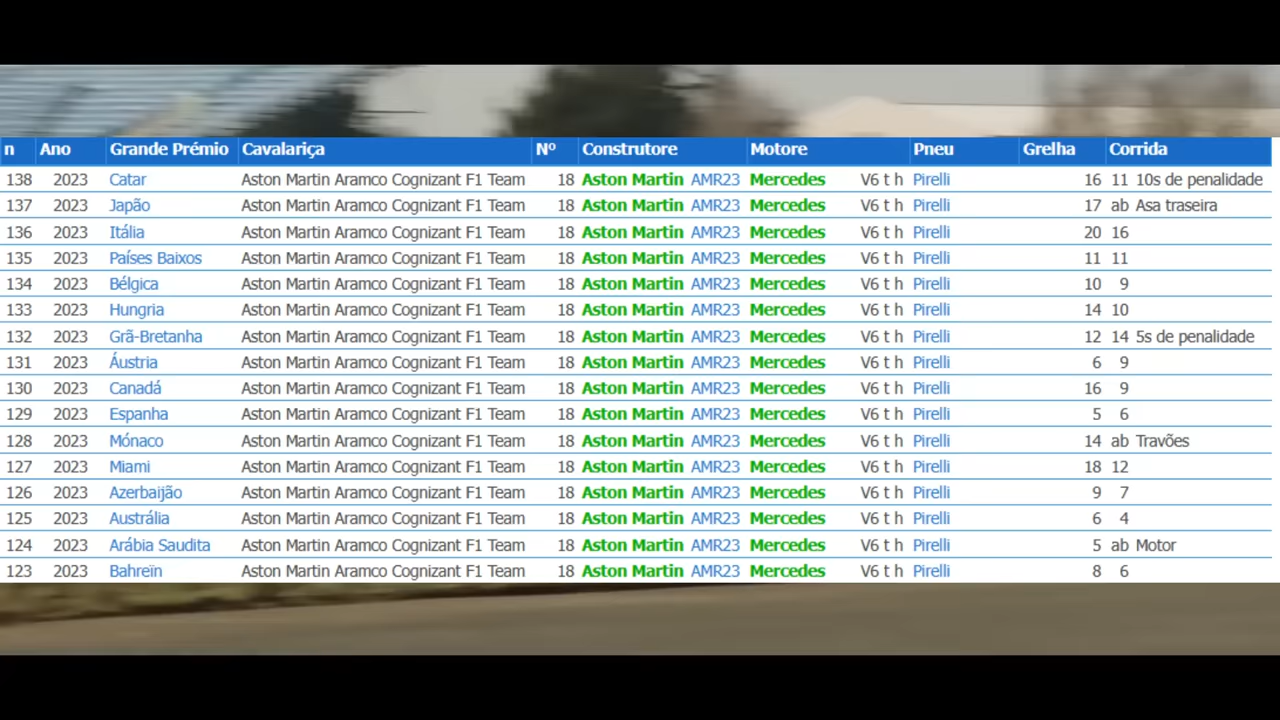 n Ano Grande Prémio Cavalariça Nº Construtore Motore Pneu Grelha Corrida
138 2023 Catar Aston Martin Aramco Cognizant F1 Team 18 Aston Martin AMR23 Mercedes V6 t h Pirelli 16 11 10s de penalidade
137 2023 Japão Aston Martin Aramco Cognizant F1 Team 18 Aston Martin AMR23 Mercedes V6 t h Pirelli 17 ab Asa traseira
136 2023 Itália Aston Martin Aramco Cognizant F1 Team 18 Aston Martin AMR23 Mercedes V6 t h Pirelli 20 16
135 2023 Países Baixos Aston Martin Aramco Cognizant F1 Team 18 Aston Martin AMR23 Mercedes V6 t h Pirelli 11 11
134 2023 Bélgica Aston Martin Aramco Cognizant F1 Team 18 Aston Martin AMR23 Mercedes V6 t h Pirelli 10 9
133 2023 Hungria Aston Martin Aramco Cognizant F1 Team 18 Aston Martin AMR23 Mercedes V6 t h Pirelli 14 10
132 2023 Grã-Bretanha Aston Martin Aramco Cognizant F1 Team 18 Aston Martin AMR23 Mercedes V6 t h Pirelli 12 14 5s de penalidade
131 2023 Áustria Aston Martin Aramco Cognizant F1 Team 18 Aston Martin AMR23 Mercedes V6 t h Pirelli 6 9
130 2023 Canadá Aston Martin Aramco Cognizant F1 Team 18 Aston Martin AMR23 Mercedes V6 t h Pirelli 16 9
129 2023 Espanha Aston Martin Aramco Cognizant F1 Team 18 Aston Martin AMR23 Mercedes V6 t h Pirelli 5 6
128 2023 Mónaco Aston Martin Aramco Cognizant F1 Team 18 Aston Martin AMR23 Mercedes V6 t h Pirelli 14 ab Travões
127 2023 Miami Aston Martin Aramco Cognizant F1 Team 18 Aston Martin AMR23 Mercedes V6 t h Pirelli 18 12
126 2023 Azerbaijão Aston Martin Aramco Cognizant F1 Team 18 Aston Martin AMR23 Mercedes V6 t h Pirelli 9 7
125 2023 Austrália Aston Martin Aramco Cognizant F1 Team 18 Aston Martin AMR23 Mercedes V6 t h Pirelli 6 4
124 2023 Arábia Saudita Aston Martin Aramco Cognizant F1 Team 18 Aston Martin AMR23 Mercedes V6 t h Pirelli 5 ab Motor
123 2023 Bahreïn Aston Martin Aramco Cognizant F1 Team 18 Aston Martin AMR23 Mercedes V6 t h Pirelli 8 6